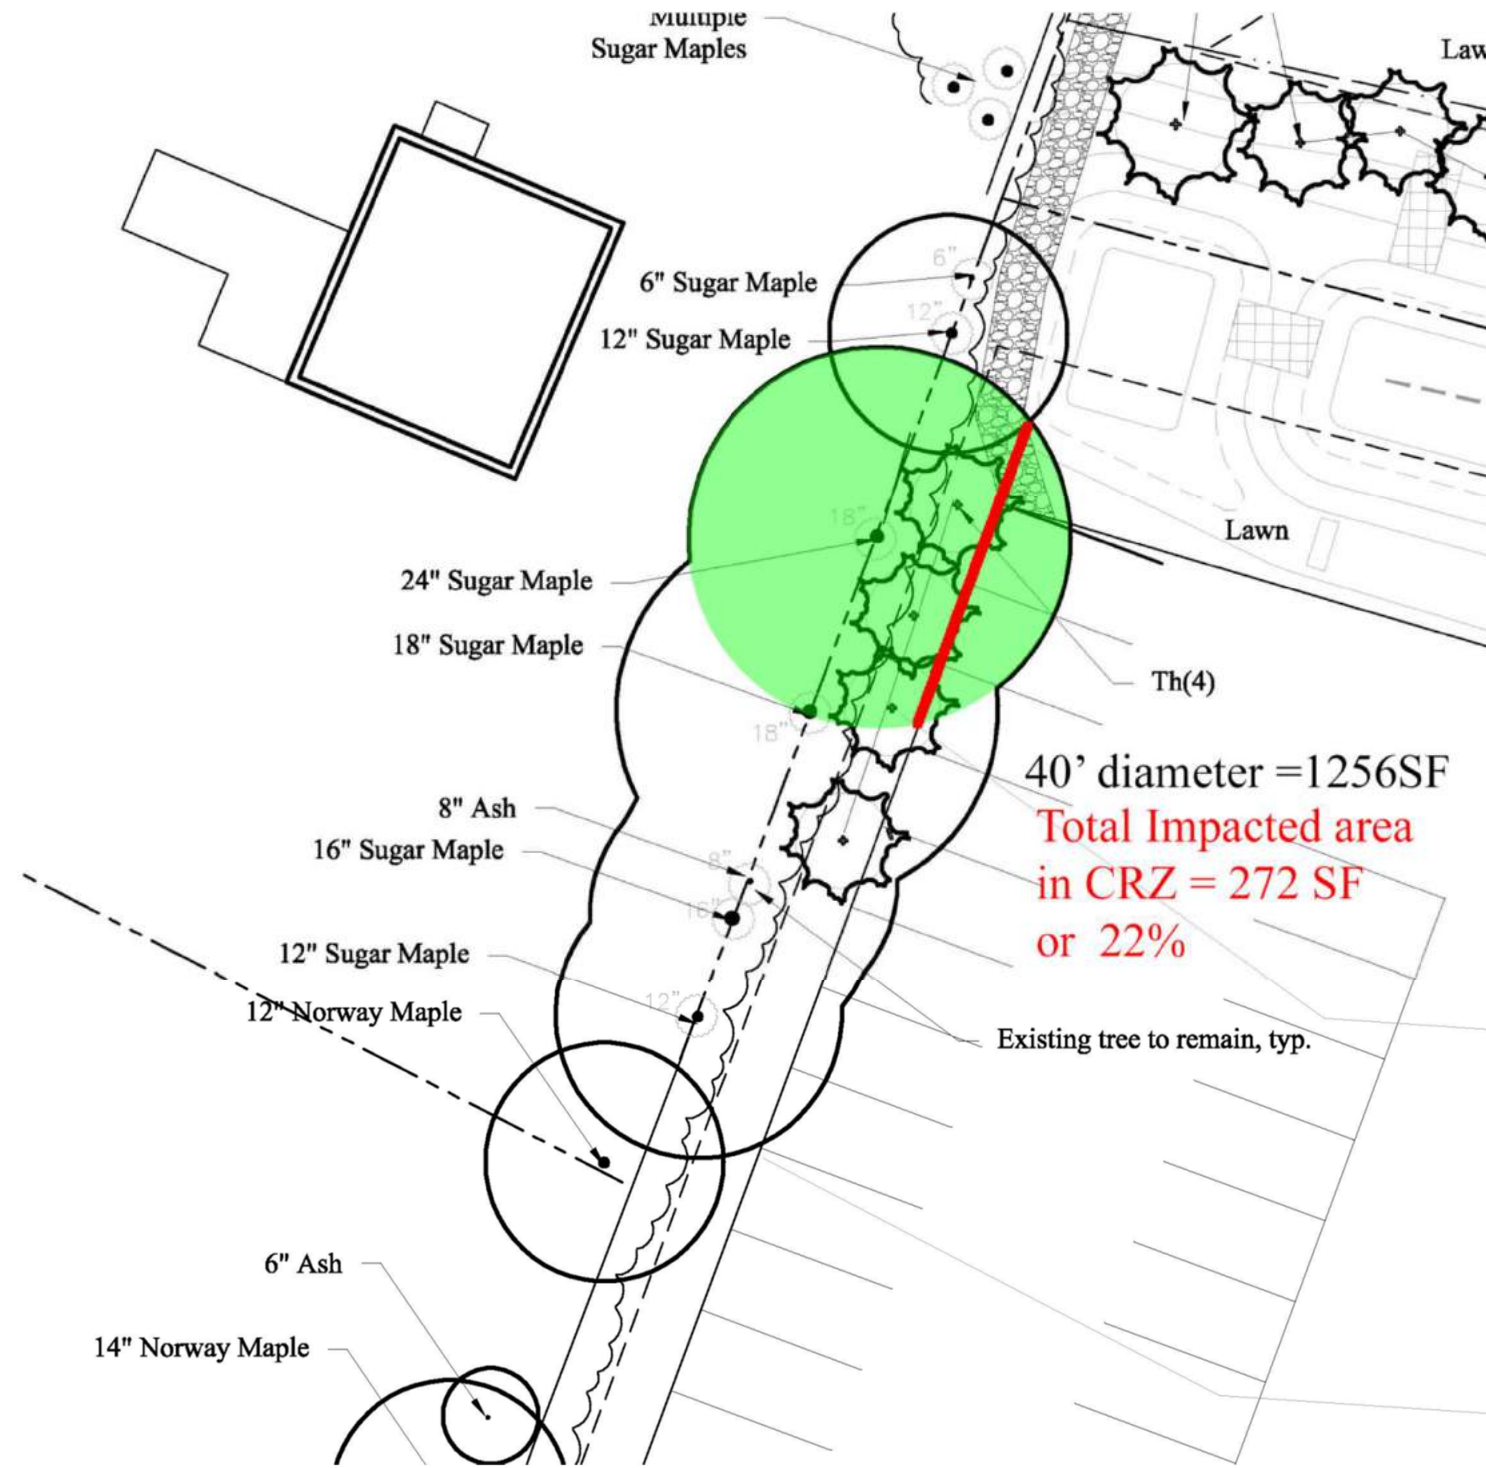 Multiple
Sugar Maples
Law
6"
6" Sugar Maple
12"
12" Sugar Maple
18"
Lawn
24" Sugar Maple
18" Sugar Maple
Th(4)
18"
40’ diameter =1256SF
8" Ash
Total Impacted area
16" Sugar Maple
8"
in CRZ = 272 SF
16"
or 22%
12" Sugar Maple
12"
12" Norway Maple
Existing tree to remain, typ.
6" Ash
14" Norway Maple